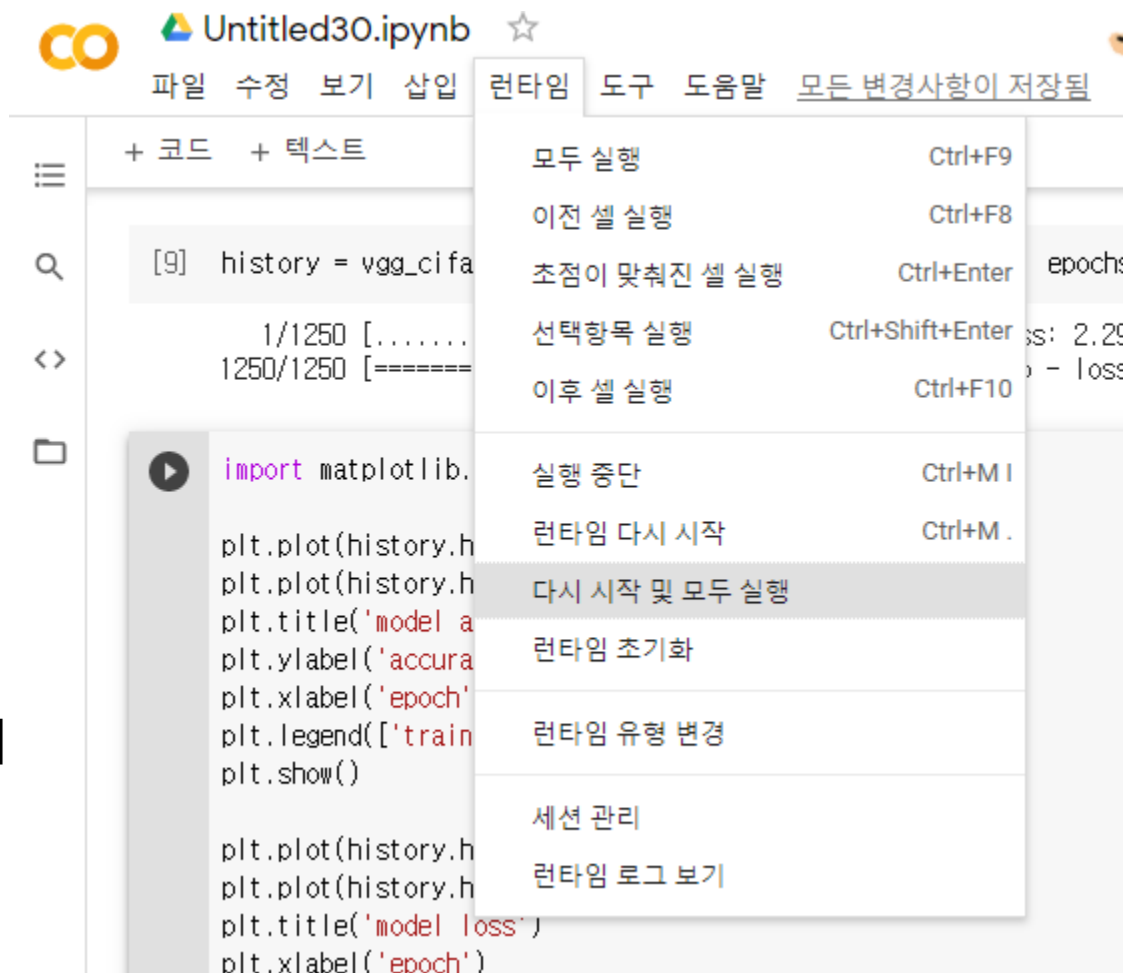 Untitled30.ipynb
파일 수정 보기 삽입 런타임 도구 도움말 모든 변경사항이 저장됨
+ 코드 + 텍스트
모두 실행 Ctrl+F9
이전 셀 실행 Ctrl+F8
초점이 맞춰진 셀 실행 Ctrl+Enter
선택항목 실행 Ctrl+Shift+Enter
이후 셀 실행 Ctrl+F10
실행 중단 Ctrl+M I
런타임 다시 시작 Ctrl+M .
다시 시작 및 모두 실행
런타임 초기화
런타임 유형 변경
세션 관리
런타임 로그 보기
[9] history = vgg_cifa epochs
1/1250 [....... ss: 2.29
1250/1250 [======= - loss
import matplotlib.
plt.plot(history.h
plt.plot(history.h
plt.title('model a
plt.ylabel('accura
plt.xlabel('epoch'
plt.legend(['train
plt.show()
plt.plot(history.h
plt.plot(history.h
plt.title('model loss')
plt.xlabel('epoch')